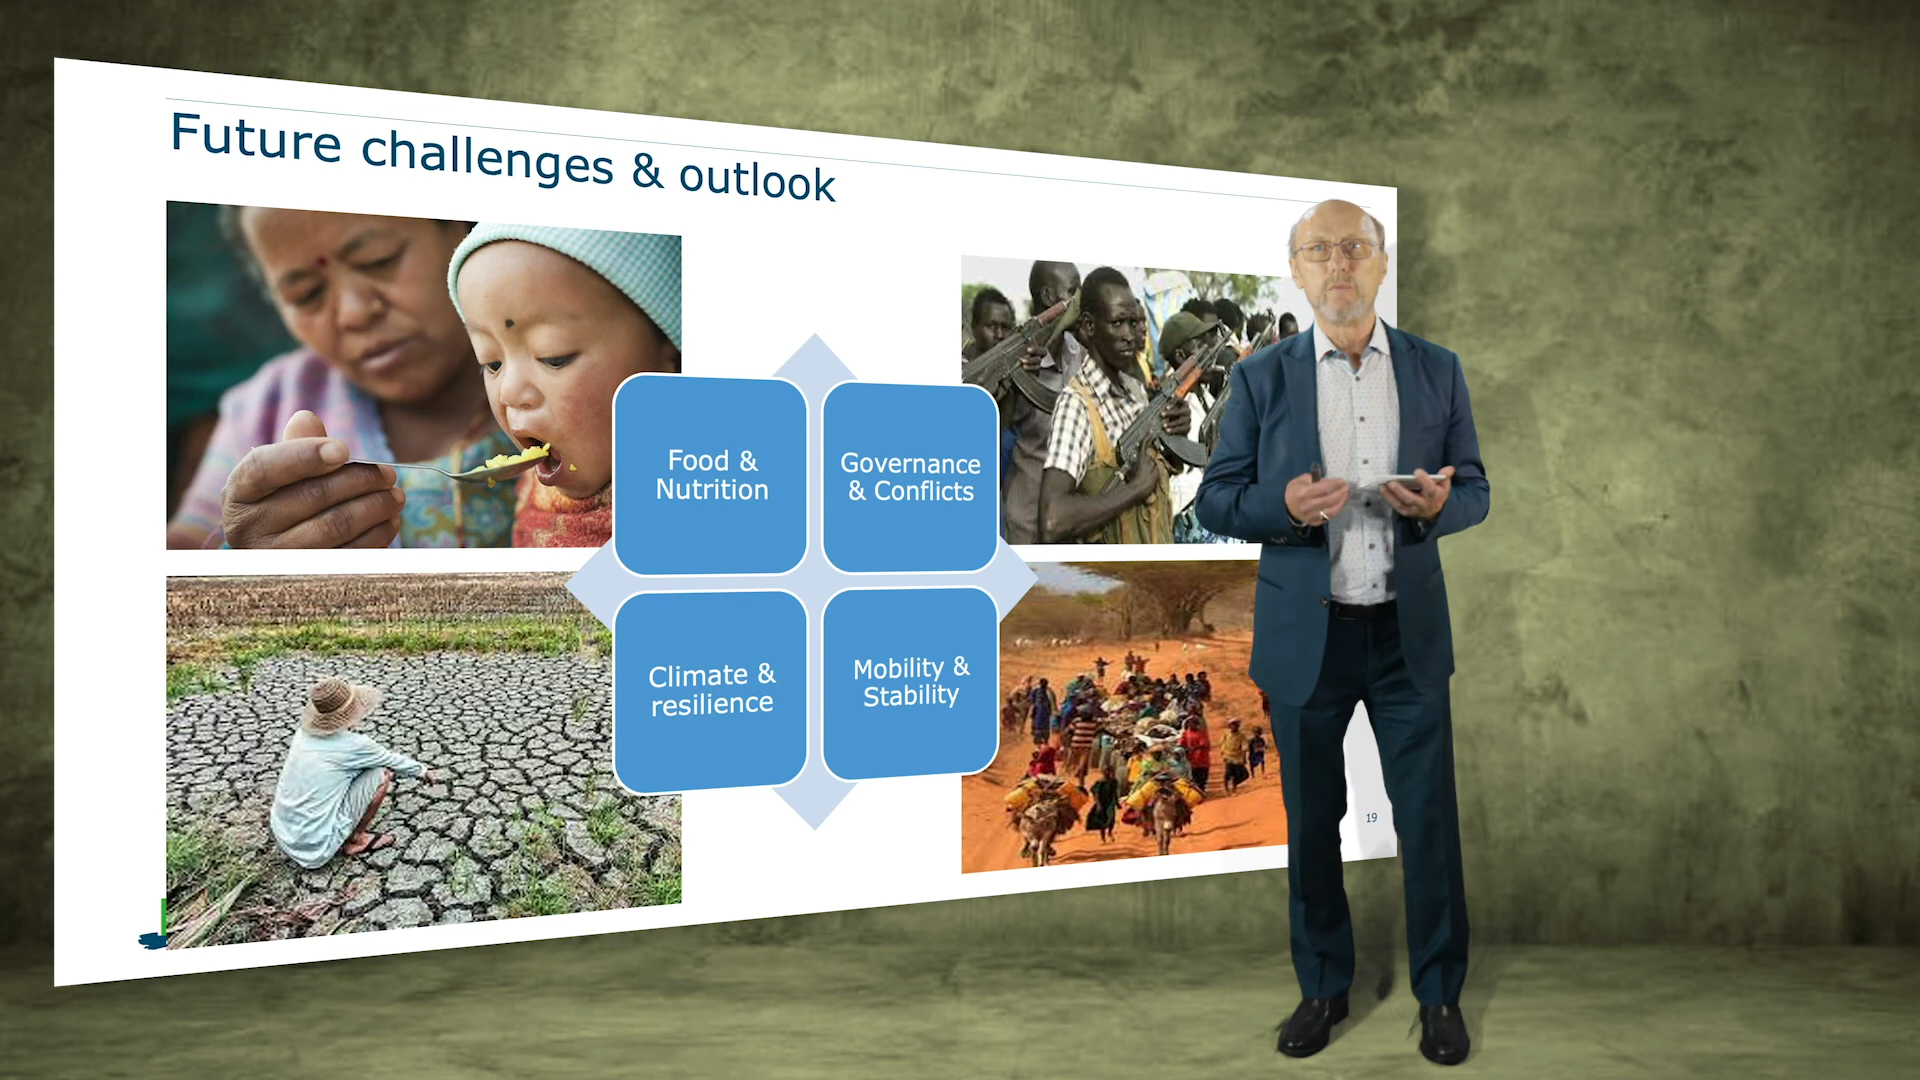 Future challenges & outlook
Food &
Nutrition
Governance
& Conflicts
Climate &
resilience
Mobility &
Stability
19